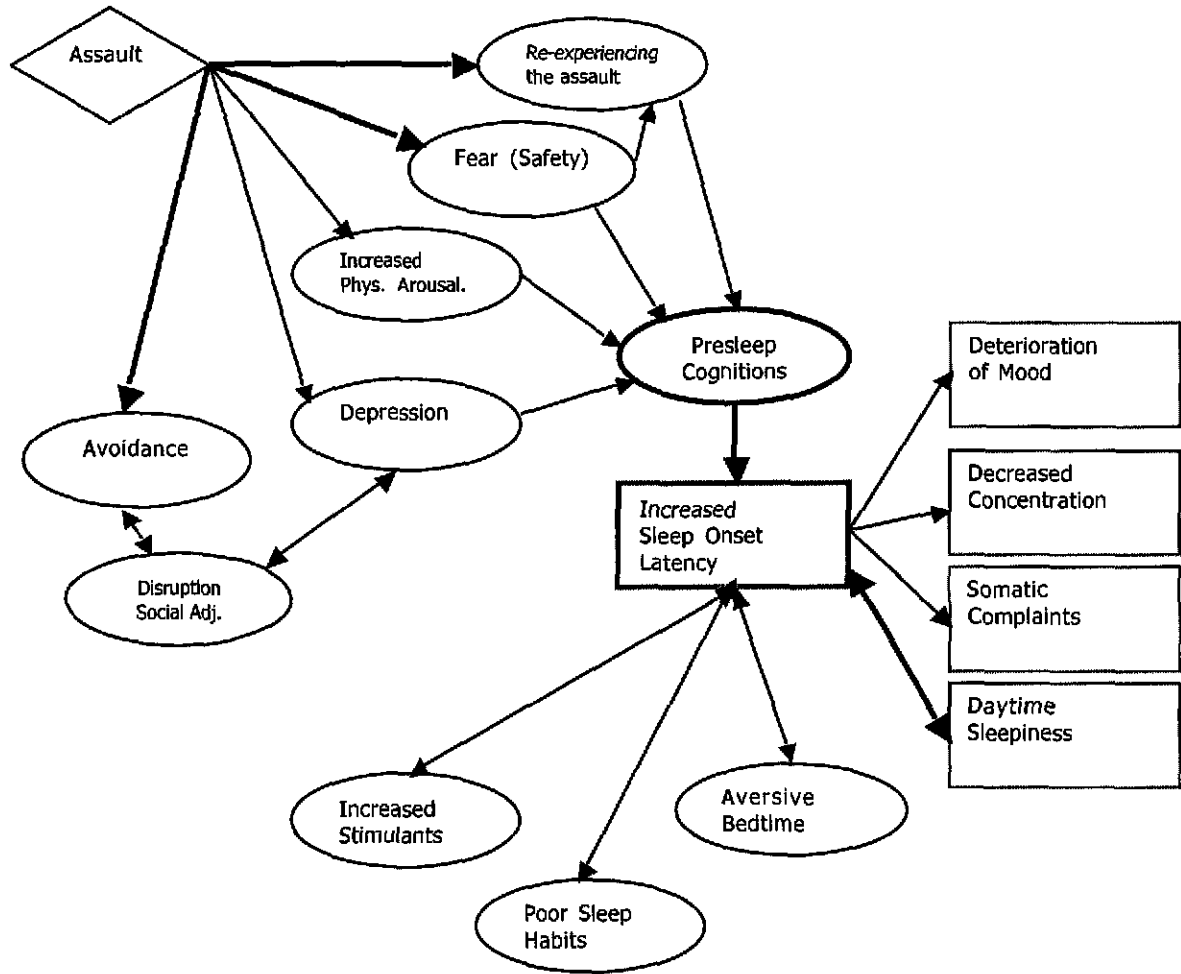 Assault
Re-experiencing
the assault
Fear (Safety)
Increased
Phys. Arousal.
Presleep
Cognitions
Deterioration
of Mood
Depression
Avoidance
Decreased
Concentration
Increased
Sleep Onset
Latency
Disruption
Social Adj.
Somatic
Complaints
Daytime
Sleepiness
Increased
Stimulants
Aversive
Bedtime
Poor Sleep
Habits